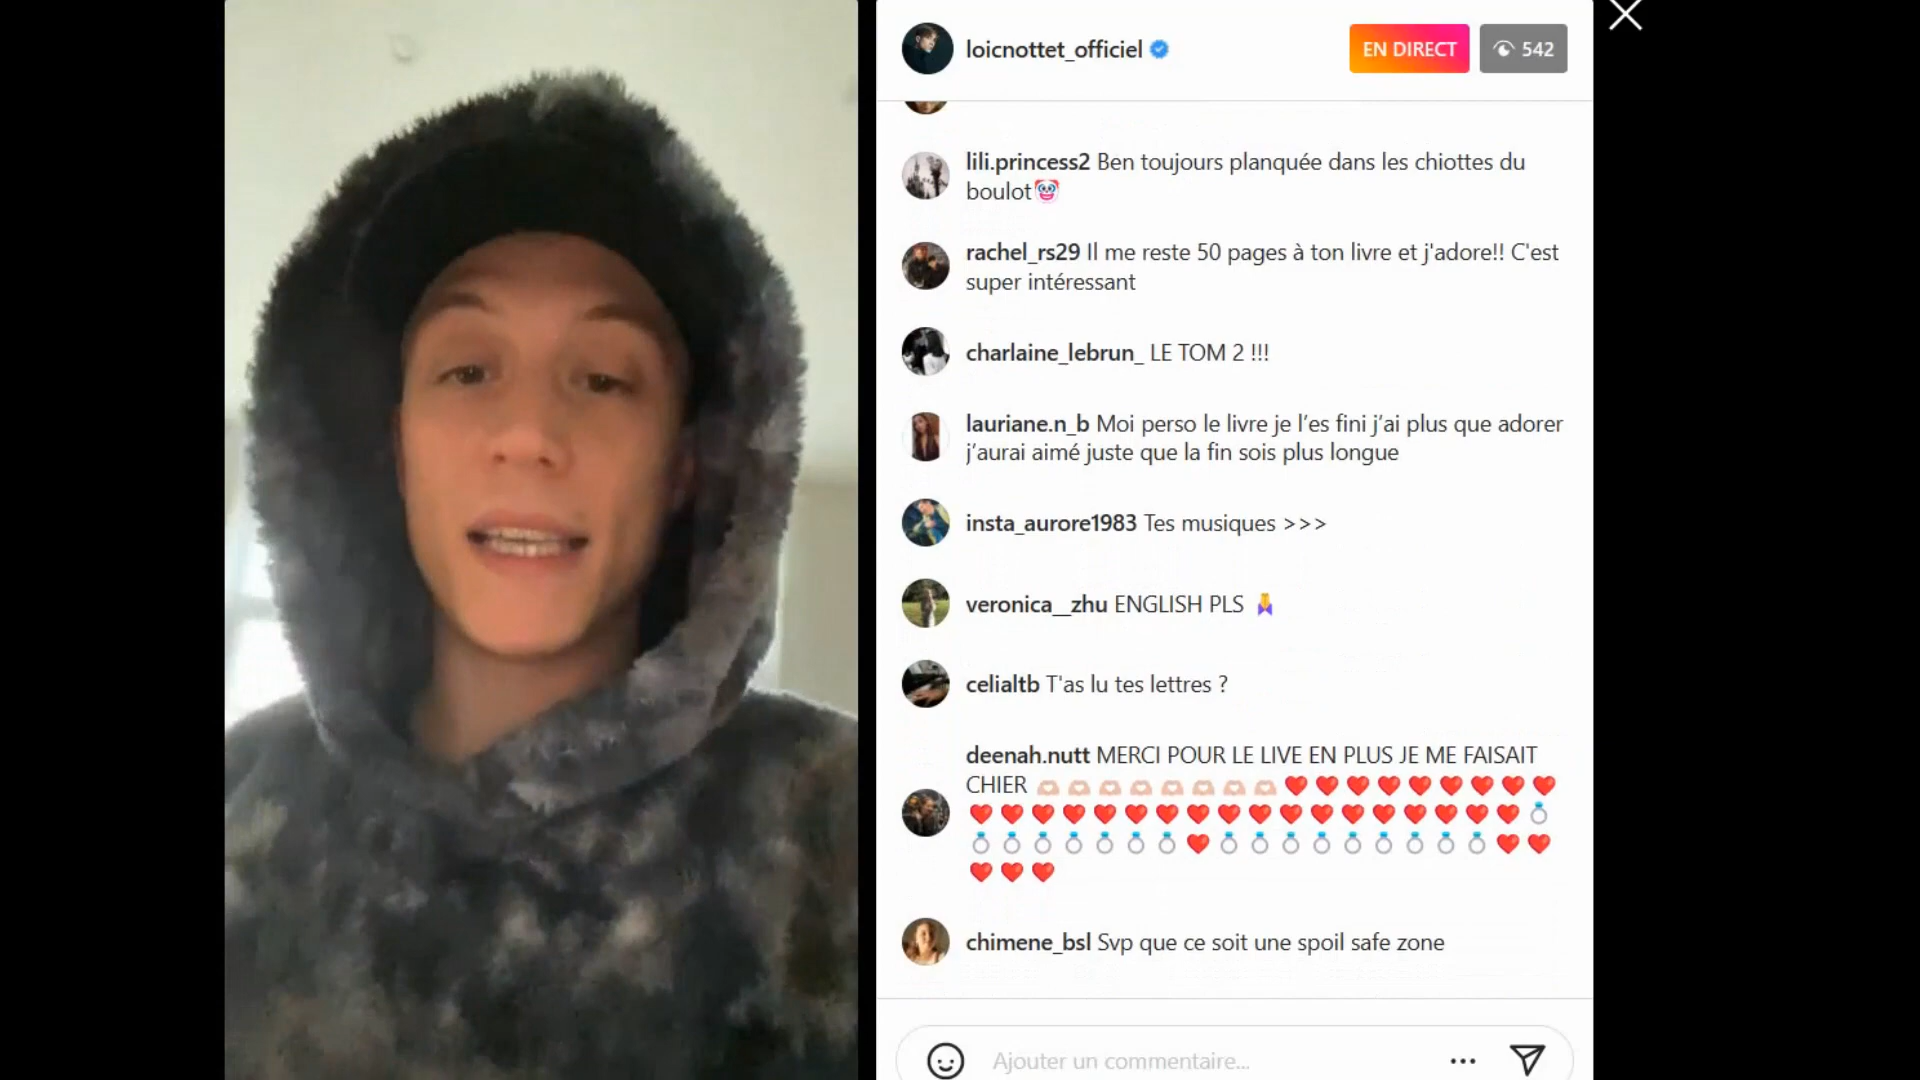 loicnottet_officiel
EN DIRECT
542
lili.princess2 Ben toujours planquée dans les chiottes du
boulot🤡
rachel_rs29 Il me reste 50 pages à ton livre et j'adore!! C'est
super intéressant
charlaine_lebrun_ LE TOM 2 !!!
lauriane.n_b Moi perso le livre je l’es fini j’ai plus que adorer
j’aurai aimé juste que la fin sois plus longue
insta_aurore1983 Tes musiques >>>
veronica__zhu ENGLISH PLS 🙏
celialtb T'as lu tes lettres ?
deenah.nutt MERCI POUR LE LIVE EN PLUS JE ME FAISAIT
CHIER 🫶🏻🫶🏻🫶🏻🫶🏻🫶🏻🫶🏻🫶🏻🫶🏻❤️❤️❤️❤️❤️❤️❤️❤️❤️
❤️❤️❤️❤️❤️❤️❤️❤️❤️❤️❤️❤️❤️❤️❤️❤️❤️❤️💍
💍💍💍💍💍💍💍❤️💍💍💍💍💍💍💍💍💍❤️❤️
❤️❤️❤️
chimene_bsl Svp que ce soit une spoil safe zone
Ajouter un commentaire...